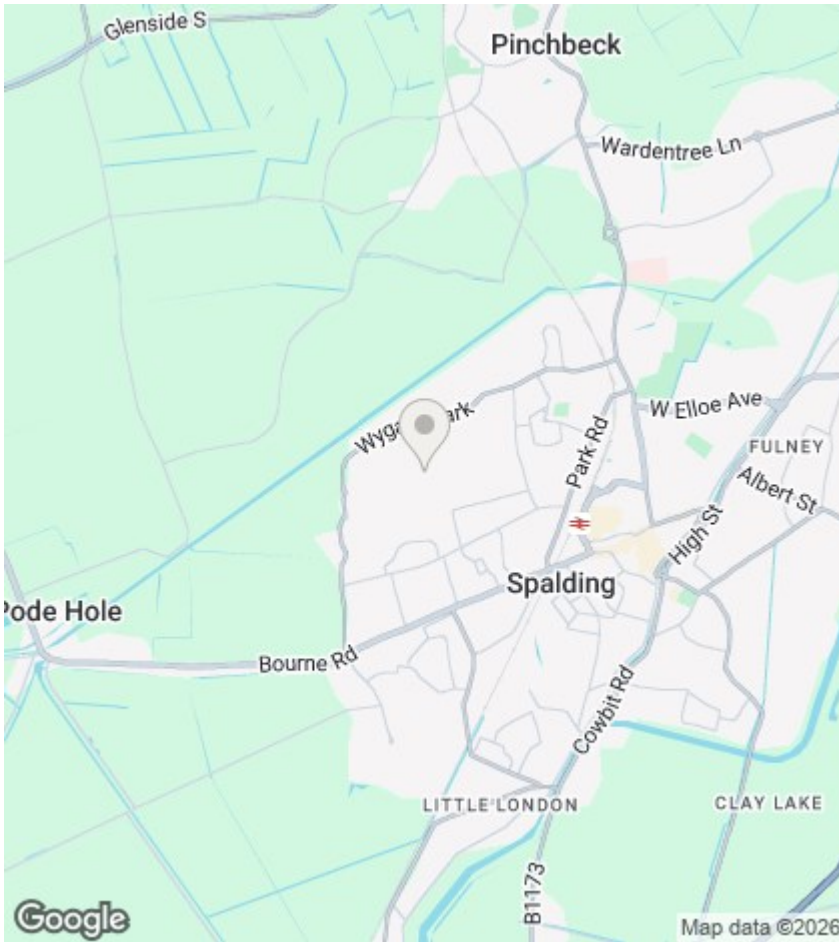 Glenside S
Pinchbeck
Wardentree Ln
W Elloe Ave
Park Rd
FULNEY
Albert St
High St
Spalding
Pode Hole
Bourne Rd
Cowbit Rd
LITTLE LONDON
CLAY LAKE
B1173
Google
Map data ©2026